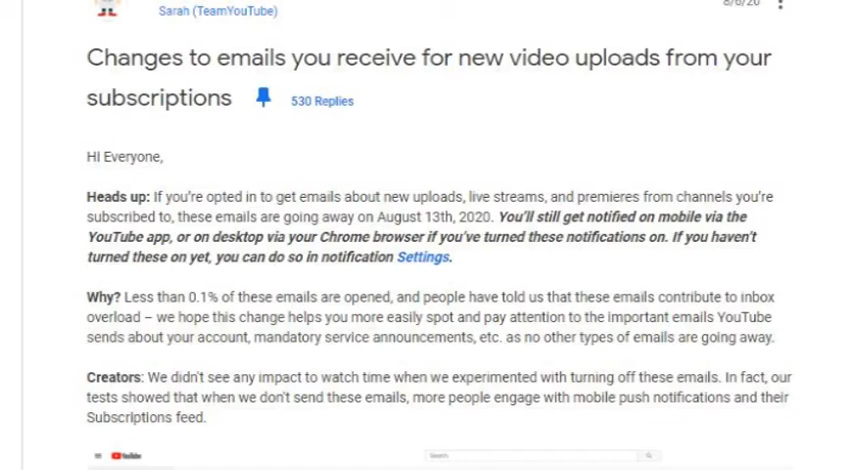 Sarah (TeamYouTube)
8/6/20
Changes to emails you receive for new video uploads from your
subscriptions 530 Replies
HI Everyone,
Heads up: If you're opted in to get emails about new uploads, live streams, and premieres from channels you're
subscribed to, these emails are going away on August 13th, 2020. You'll still get notified on mobile via the
YouTube app, or on desktop via your Chrome browser if you've turned these notifications on. If you haven't
turned these on yet, you can do so in notification Settings.
Why? Less than 0.1% of these emails are opened, and people have told us that these emails contribute to inbox
overload – we hope this change helps you more easily spot and pay attention to the important emails YouTube
sends about your account, mandatory service announcements, etc. as no other types of emails are going away.
Creators: We didn't see any impact to watch time when we experimented with turning off these emails. In fact, our
tests showed that when we don't send these emails, more people engage with mobile push notifications and their
Subscriptions feed.
YouTube Search